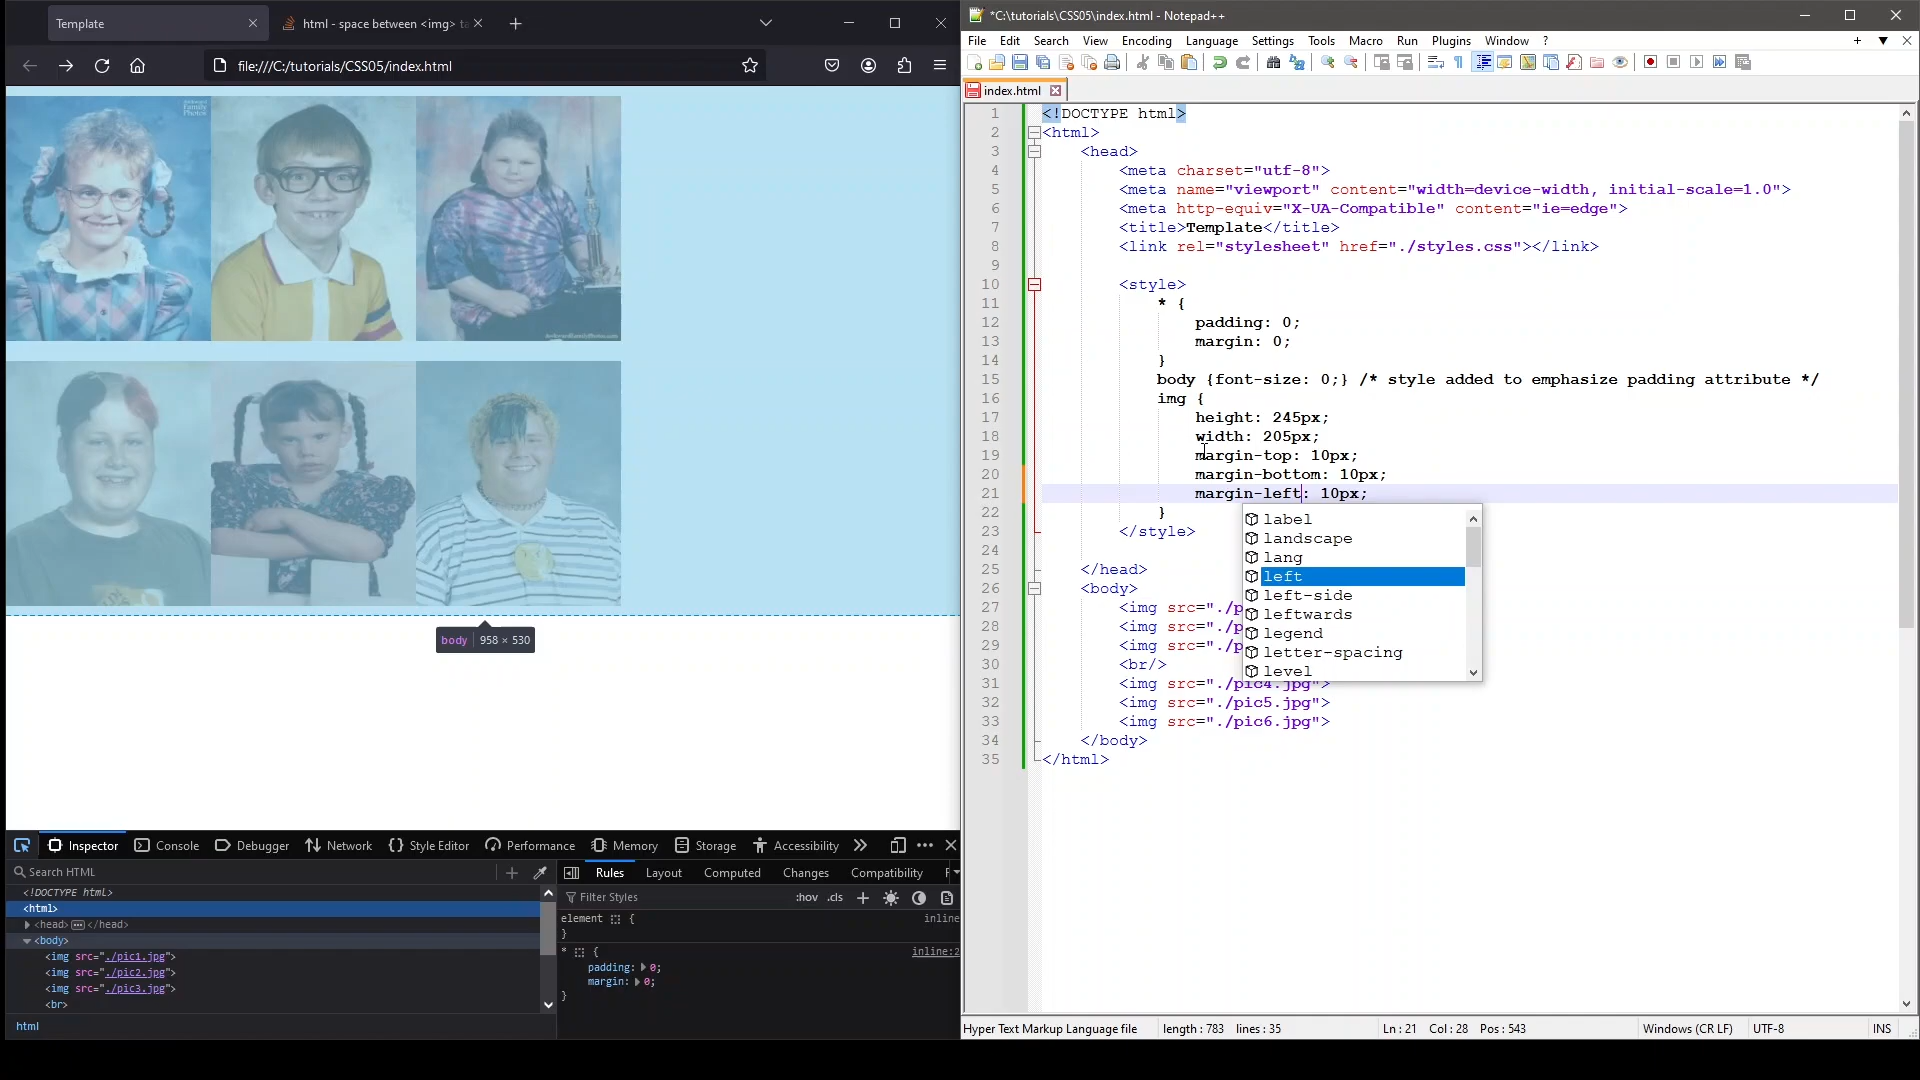 Template
html - space between <img> ta
file:///C:/tutorials/CSS05/index.html
Family
Photos
body 958 × 530
Inspector Console Debugger Network Style Editor Performance Memory Storage Accessibility
Search HTML
<!DOCTYPE html>
<html>
<head> </head>
<body>
<img src="./pic1.jpg">
<img src="./pic2.jpg">
<img src="./pic3.jpg">
<br>
html
Rules Layout Computed Changes Compatibility F
Filter Styles :hov .cls
element { inline
}
* { inline:2
padding: 0;
margin: 0;
}
*C:\tutorials\CSS05\index.html - Notepad++
File Edit Search View Encoding Language Settings Tools Macro Run Plugins Window ?
index.html
1 <!DOCTYPE html>
2 <html>
3 <head>
4 <meta charset="utf-8">
5 <meta name="viewport" content="width=device-width, initial-scale=1.0">
6 <meta http-equiv="X-UA-Compatible" content="ie=edge">
7 <title>Template</title>
8 <link rel="stylesheet" href="./styles.css"></link>
9
10 <style>
11 * {
12 padding: 0;
13 margin: 0;
14 }
15 body {font-size: 0;} /* style added to emphasize padding attribute */
16 img {
17 height: 245px;
18 width: 205px;
19 margin-top: 10px;
20 margin-bottom: 10px;
21 margin-left: 10px;
22 }
23 </style>
24
25 </head>
26 <body>
27 <img src="./p
28 <img src="./p
29 <img src="./p
30 <br/>
31 <img src="./pic4.jpg">
32 <img src="./pic5.jpg">
33 <img src="./pic6.jpg">
34 </body>
35 </html>
label
landscape
lang
left
left-side
leftwards
legend
letter-spacing
level
Hyper Text Markup Language file length : 783 lines : 35 Ln : 21 Col : 28 Pos : 543 Windows (CR LF) UTF-8 INS